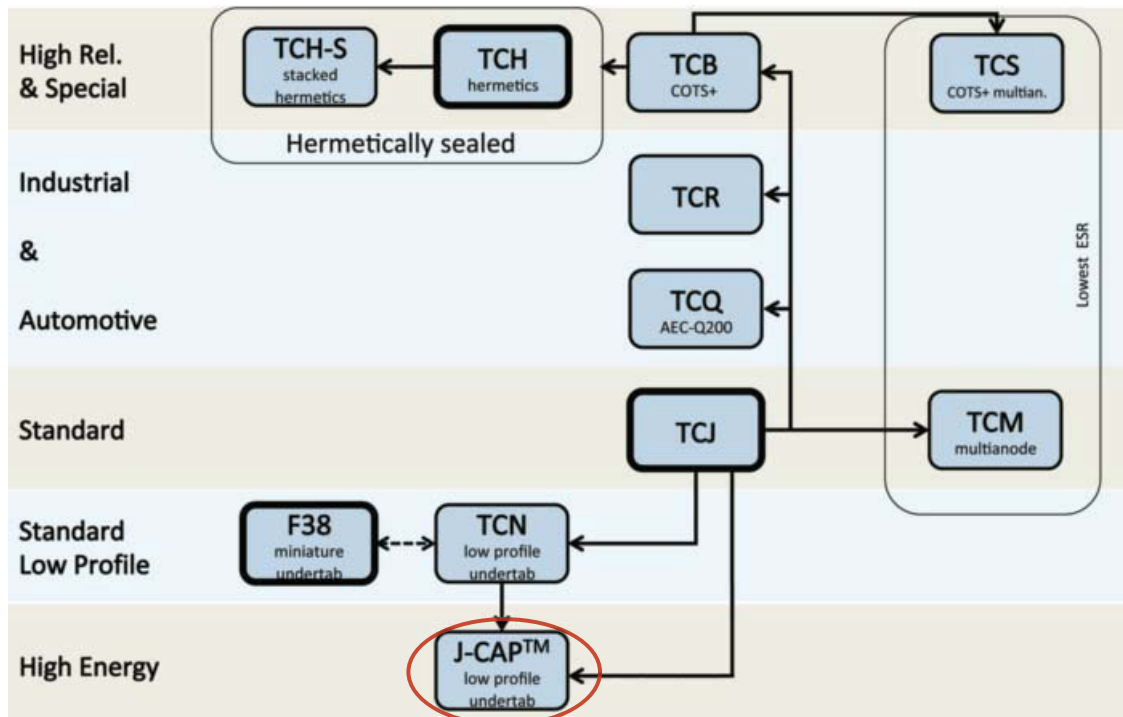 High Rel.
& Special
TCH-S
stacked
hermetics
TCH
hermetics
TCB
COTS+
TCS
COTS+ multian.
Hermetically sealed
Industrial
&
Automotive
TCR
TCQ
AEC-Q200
Lowest ESR
Standard
TCJ
TCM
multianode
Standard
Low Profile
F38
miniature
undertab
TCN
low profile
undertab
High Energy
J-CAP™
low profile
undertab